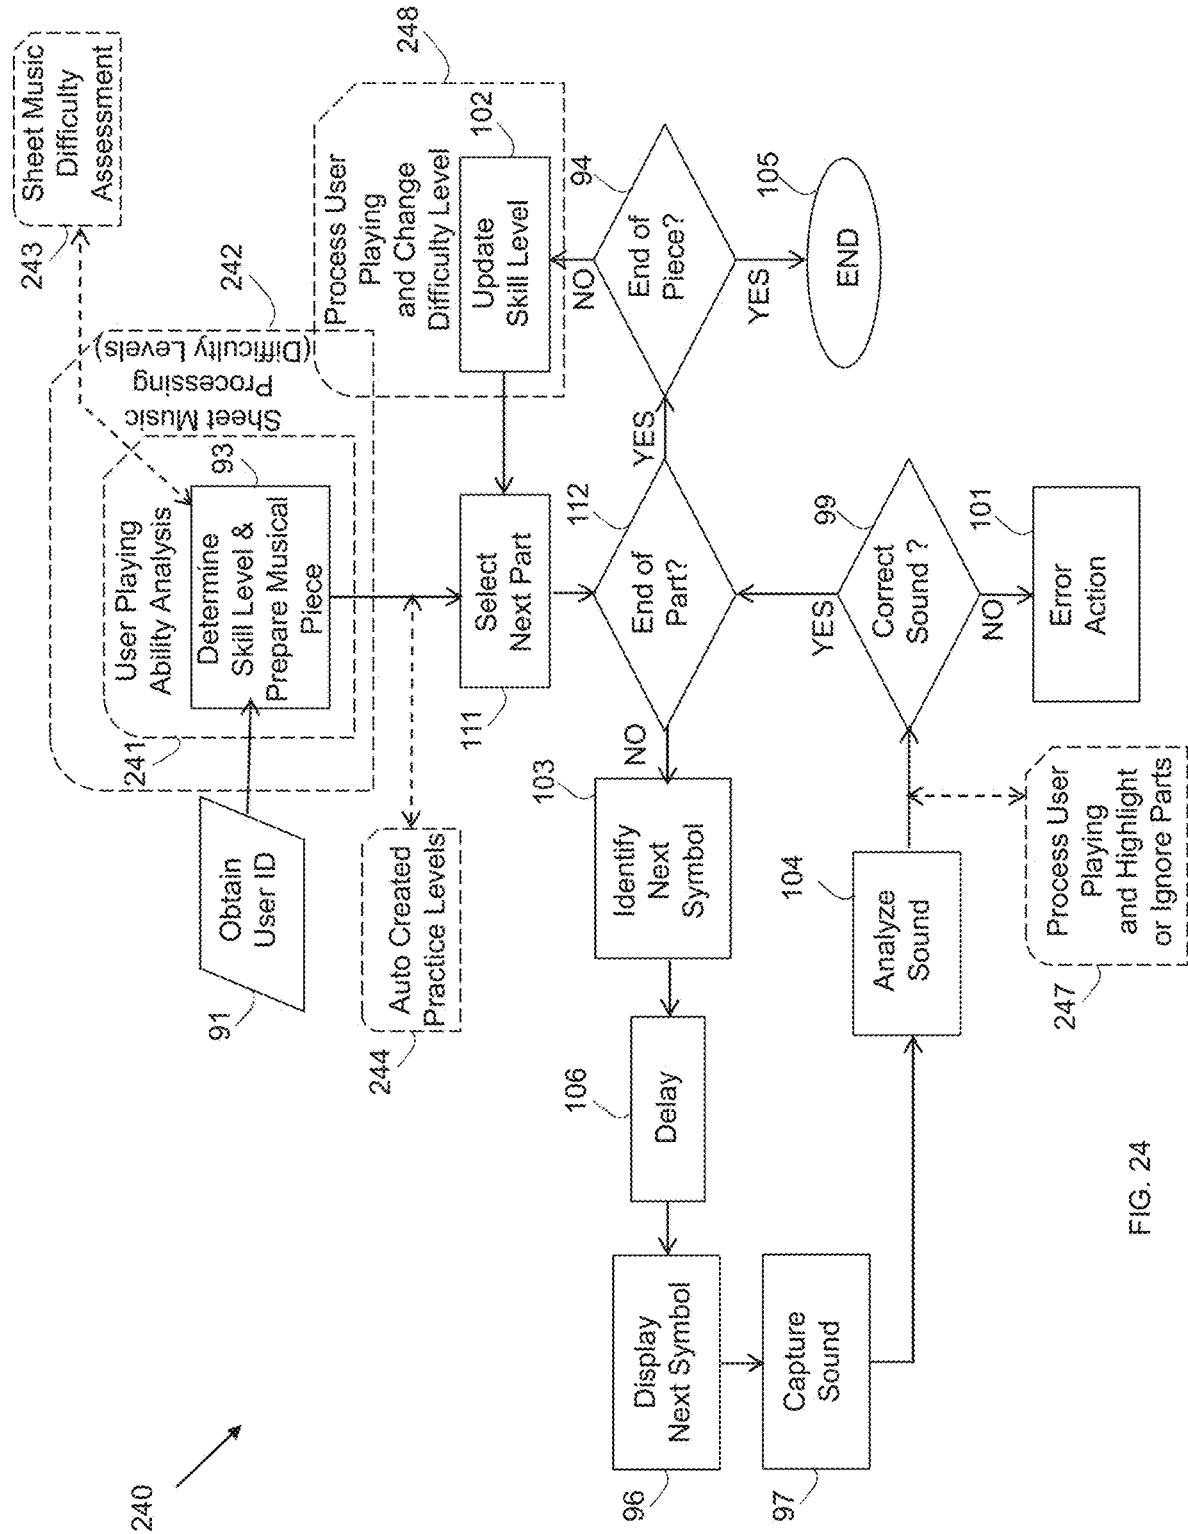 240
Obtain
User ID
91
User Playing
Ability Analysis
241
Determine
Skill Level &
Prepare Musical
Piece
93
Sheet Music
Processing
(Difficulty Levels)
242
Sheet Music
Difficulty
Assessment
243
Auto Created
Practice Levels
244
Select
Next Part
111
Process User
Playing
and Change
Difficulty Level
248
Update
Skill Level
102
End of
Part?
112
NO
YES
End of
Piece?
94
NO
YES
END
105
Identify
Next
Symbol
103
Delay
106
Display
Next Symbol
96
Capture
Sound
97
Analyze
Sound
104
Process User
Playing
and Highlight
or Ignore Parts
247
Correct
Sound ?
99
YES
NO
Error
Action
101
FIG. 24